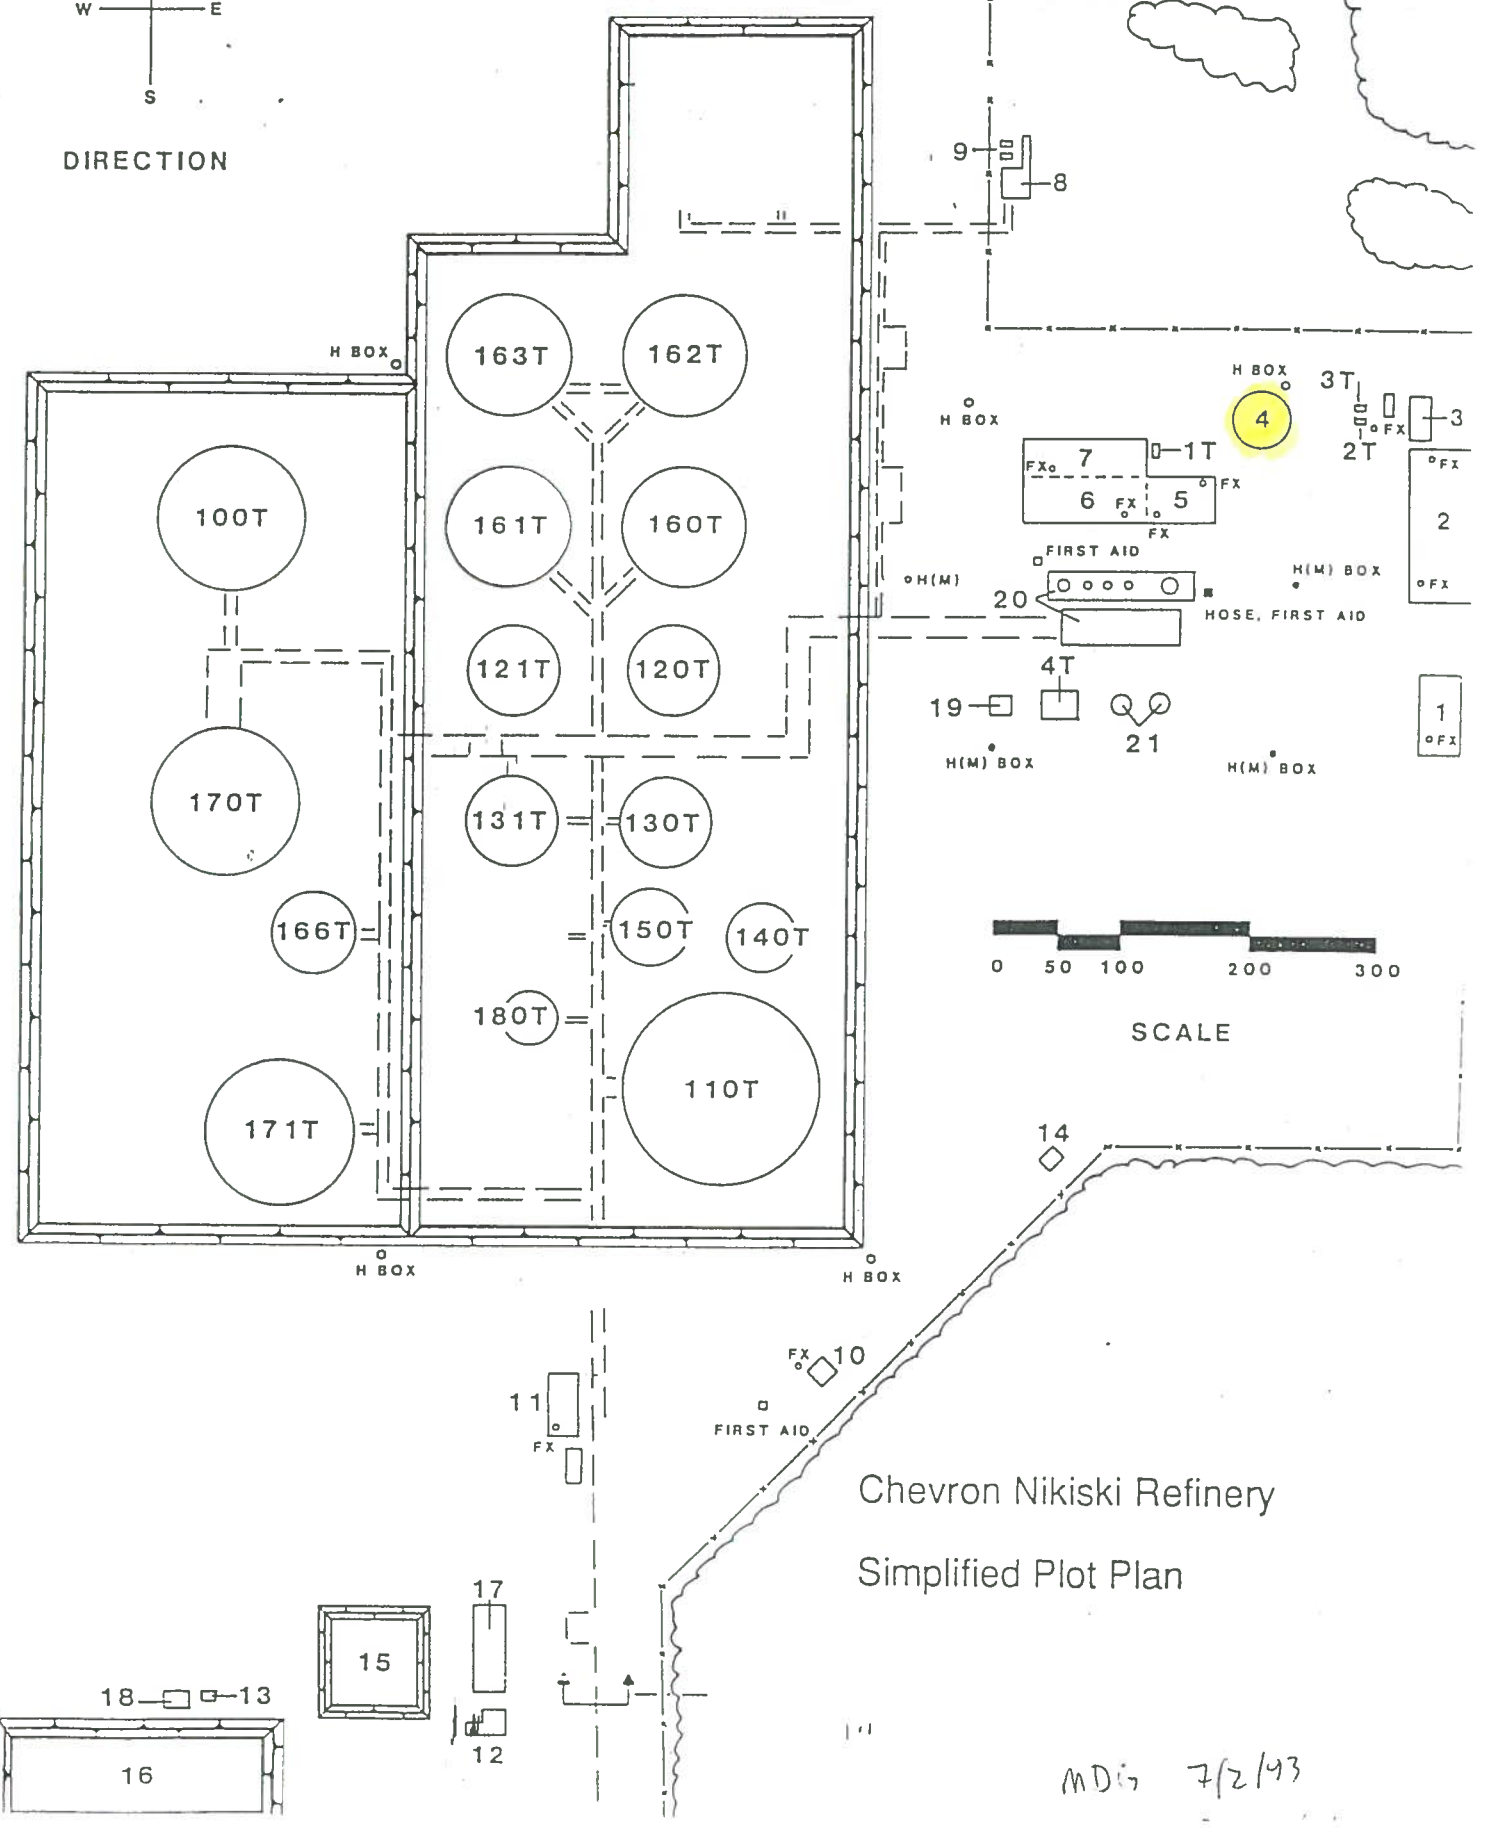 W E
S
DIRECTION
9
8
163T 162T
H BOX
H BOX
3T
H BOX
4
FX
3
2T
7
1T
FX
FX
100T
161T 160T
6
FX
5
FX
2
FIRST AID
H(M)
H(M) BOX
FX
20
HOSE, FIRST AID
121T 120T
4T
19
21
1
FX
H(M) BOX
H(M) BOX
170T
131T 130T
166T
150T 140T
0 50 100 200 300
180T
SCALE
110T
171T
14
H BOX
H BOX
FX
10
11
FX
FIRST AID
Chevron Nikiski Refinery
Simplified Plot Plan
17
15
18 13
12
16
7/2/93